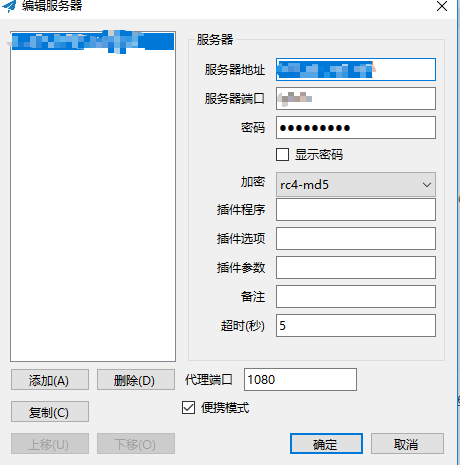 编辑服务器
服务器
服务器地址
服务器端口
密码 ●●●●●●●●●
显示密码
加密 rc4-md5
插件程序
插件选项
插件参数
备注
超时(秒) 5
添加(A) 删除(D) 代理端口 1080
复制(C) 便携模式
上移(U) 下移(O) 确定 取消